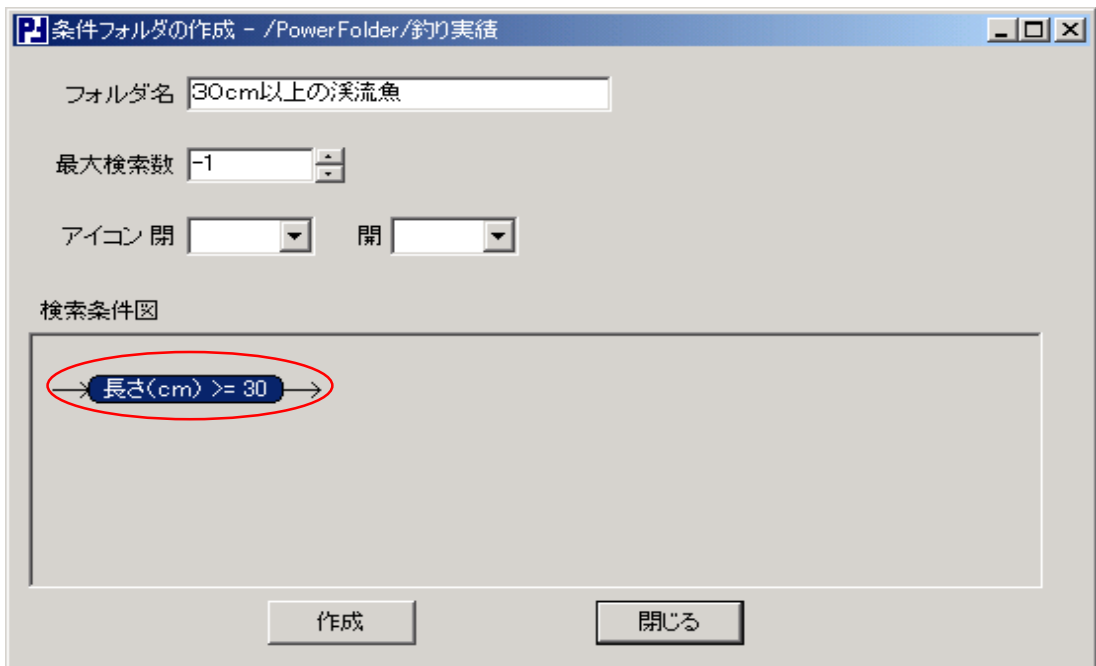 条件フォルダの作成 - /PowerFolder/釣り実績
フォルダ名 30cm以上の渓流魚
最大検索数 -1
アイコン 閉 開
検索条件図
長さ(cm) >= 30
作成 閉じる